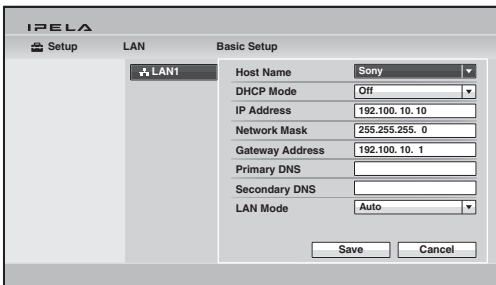 IPELA
Setup LAN Basic Setup
LAN1
Host Name Sony
DHCP Mode Off
IP Address 192.100. 10. 10
Network Mask 255.255.255. 0
Gateway Address 192.100. 10. 1
Primary DNS
Secondary DNS
LAN Mode Auto
Save Cancel